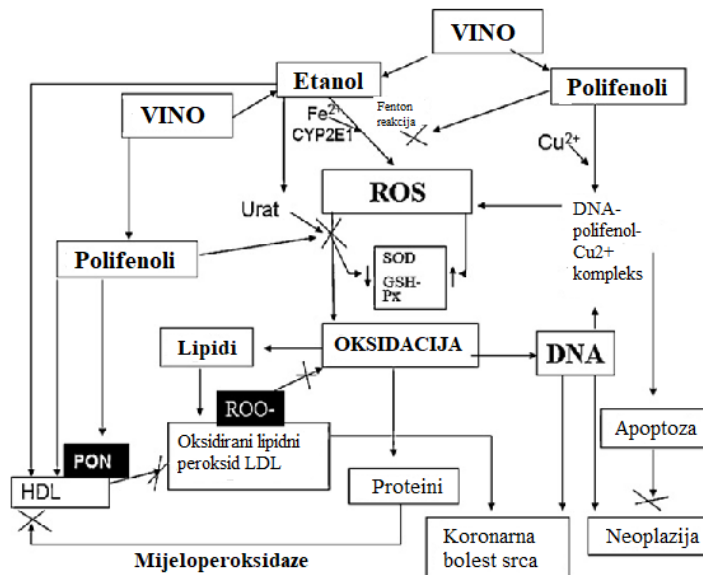 VINO
Etanol
Polifenoli
VINO
Fe2+
CYP2E1
Fenton
reakcija
Cu2+
Urat
ROS
DNA-
polifenol-
Cu2+
kompleks
Polifenoli
SOD
GSH-
Px
Lipidi
OKSIDACIJA
DNA
ROO-
Oksidirani lipidni
peroksid LDL
Apoptoza
PON
HDL
Proteini
Koronarna
bolest srca
Neoplazija
Mijeloperoksidaze